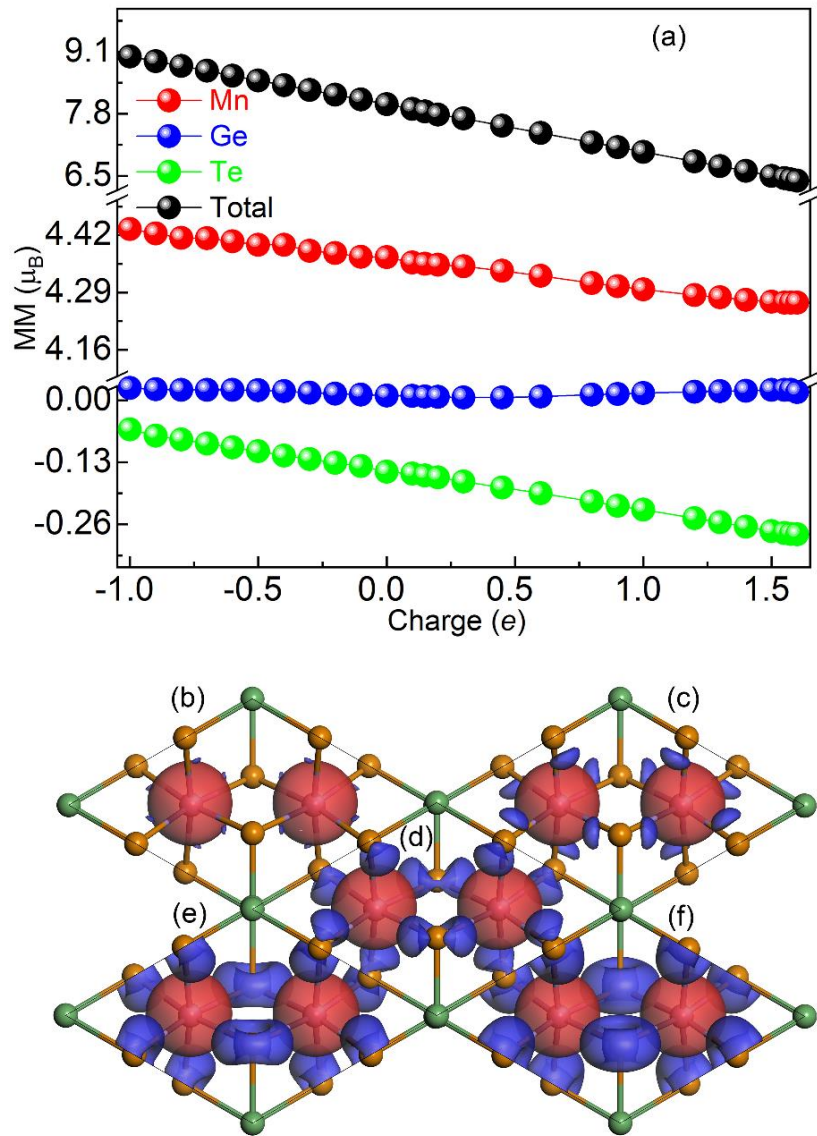 (a)
9.1
7.8
6.5
4.42
4.29
4.16
0.00
-0.13
-0.26
MM (μB)
Mn
Ge
Te
Total
-1.0 -0.5 0.0 0.5 1.0 1.5
Charge (e)
(b) (c)
(d)
(e) (f)